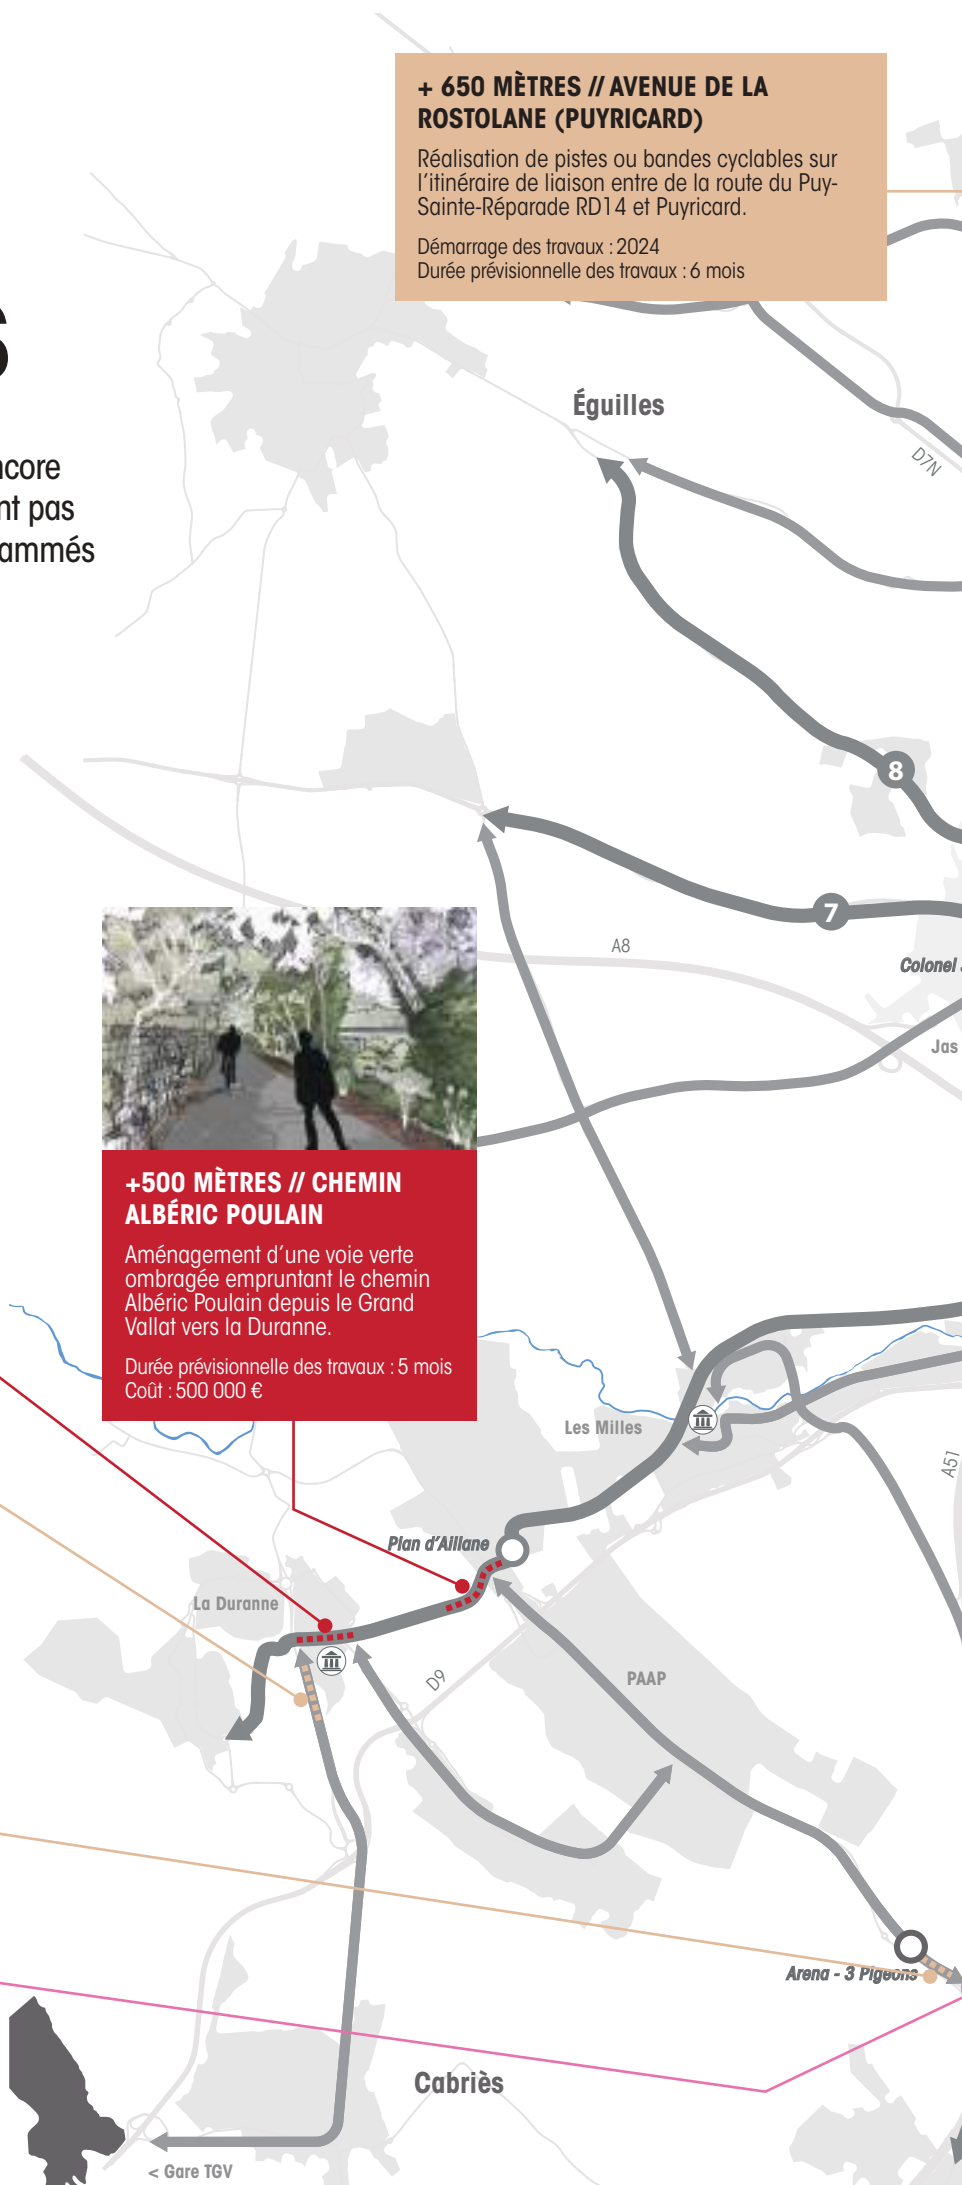 + 650 MÈTRES // AVENUE DE LA
ROSTOLANE (PUYRICARD)
Réalisation de pistes ou bandes cyclables sur
l'itinéraire de liaison entre de la route du Puy-
Sainte-Réparade RD14 et Puyricard.
Démarrage des travaux : 2024
Durée prévisionnelle des travaux : 6 mois
S
ncore
nt pas
ammés
Éguilles
D7N
8
7
A8
Colonel
Jas
+500 MÈTRES // CHEMIN
ALBÉRIC POULAIN
Aménagement d'une voie verte
ombragée empruntant le chemin
Albéric Poulain depuis le Grand
Vallat vers la Duranne.
Durée prévisionnelle des travaux : 5 mois
Coût : 500 000 €
Les Milles
A51
Plan d'Aillane
La Duranne
D9
PAAP
Arena - 3 Pigeons
Cabriès
< Gare TGV